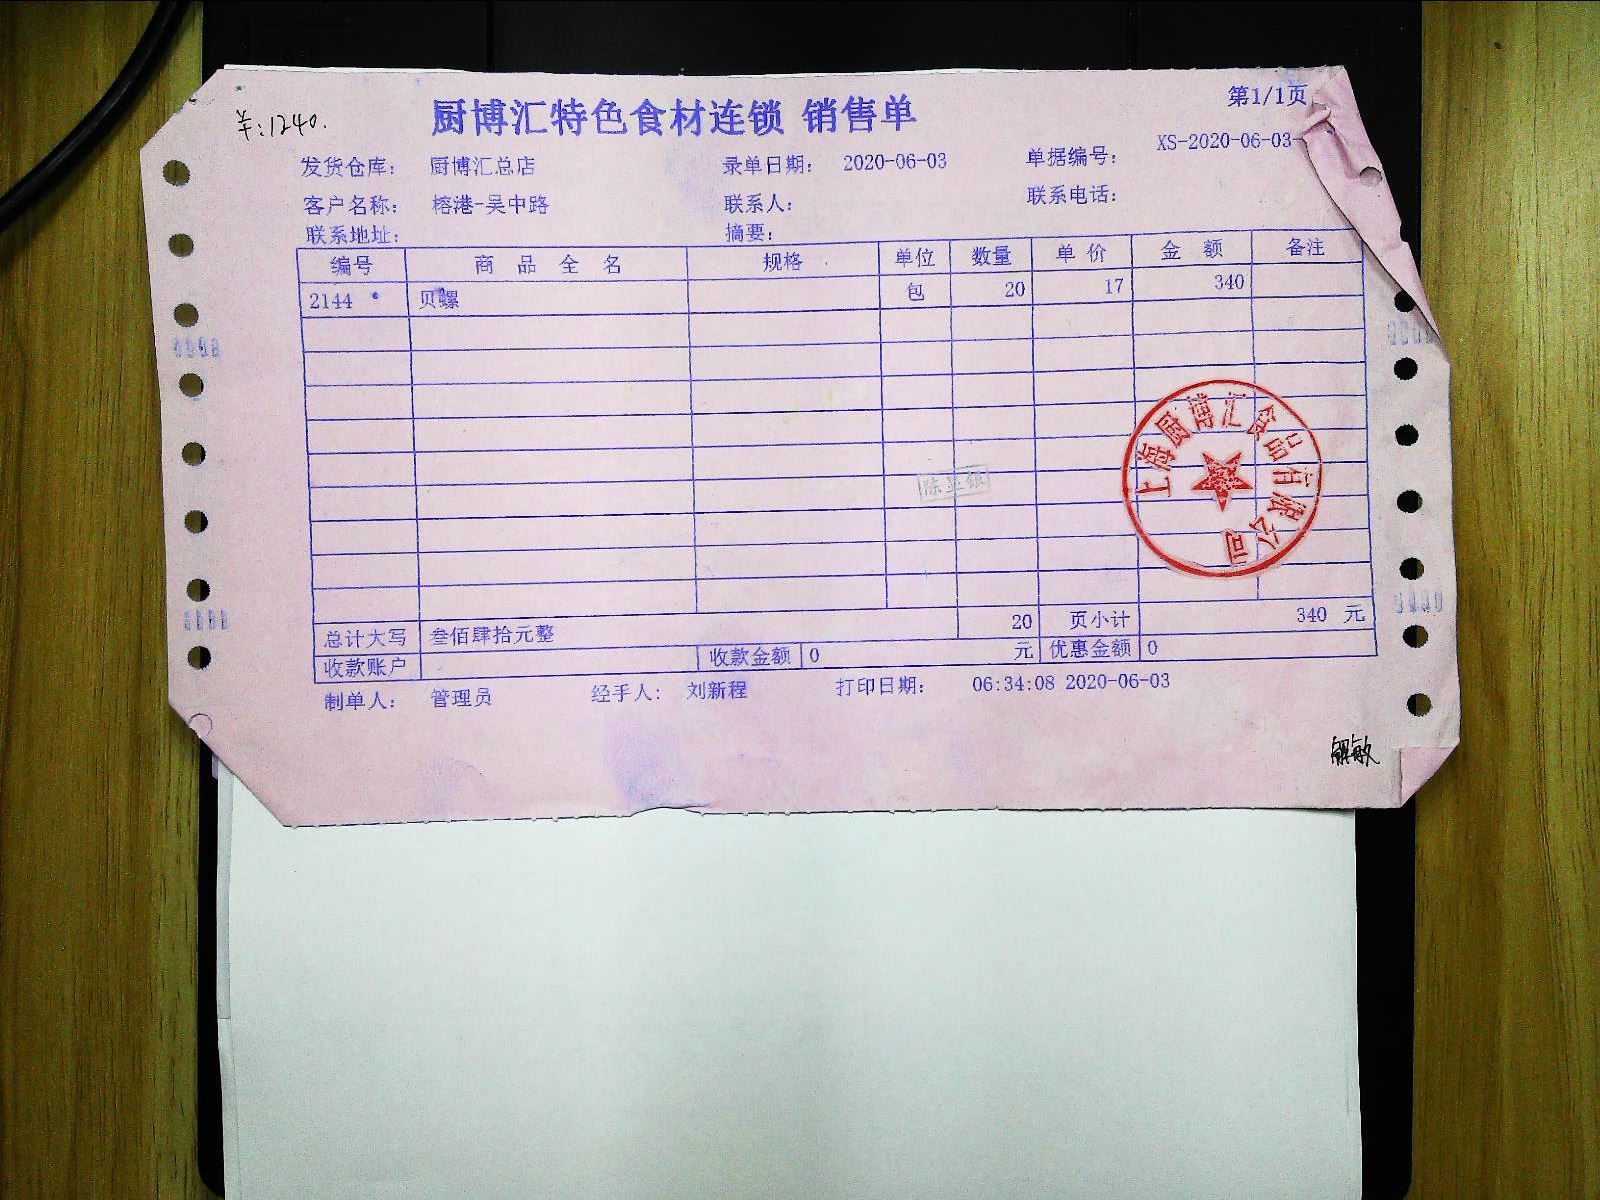 关:1240.
厨博汇特色食材连锁 销售单
第1/1页
发货仓库: 厨博汇总店 录单日期: 2020-06-03 单据编号: XS-2020-06-03-
客户名称: 榕港-吴中路 联系人: 联系电话:
联系地址: 摘要:
编号 商品全名 规格 单位 数量 单价 金额 备注
2144 贝螺 包 20 17 340
上海厨博汇食品有限公司
总计大写 叁佰肆拾元整 20 页小计 340 元
收款账户 收款金额 0 元 优惠金额 0
制单人: 管理员 经手人: 刘新程 打印日期: 06:34:08 2020-06-03